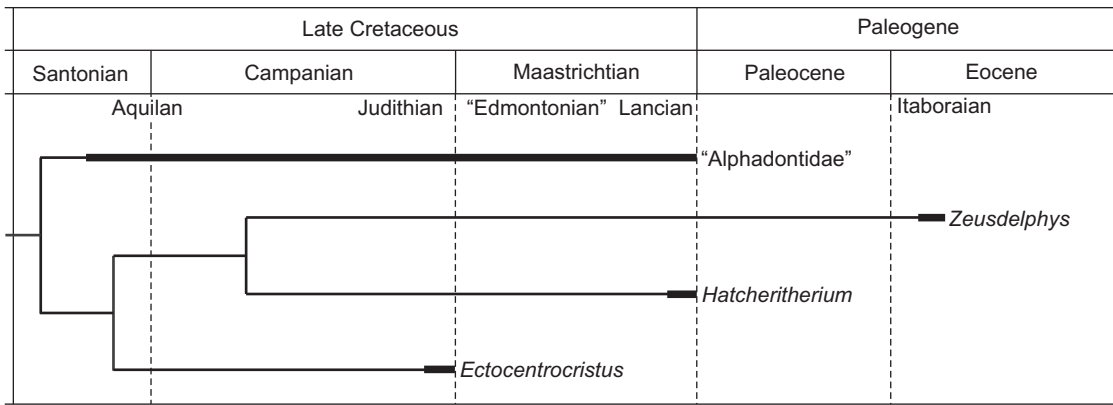 Late Cretaceous Paleogene
Santonian Campanian Maastrichtian Paleocene Eocene
Aquilan Judithian “Edmontonian” Lancian Itaboraian
“Alphadontidae”
Zeusdelphys
Hatcheritherium
Ectocentrocristus